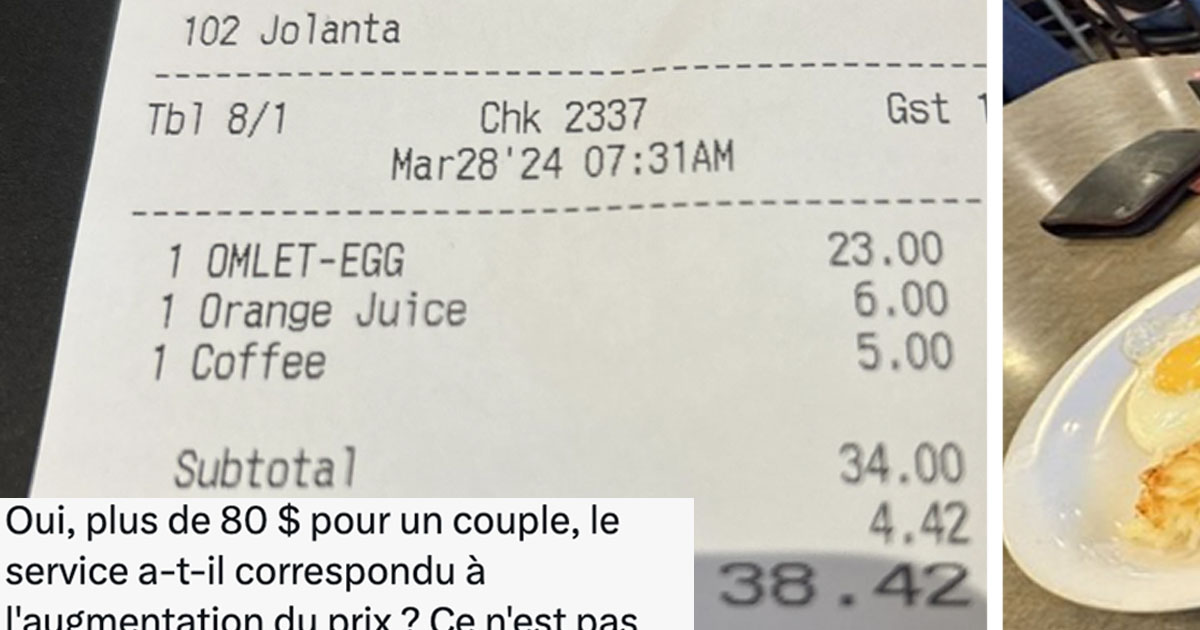 102 Jolanta
Tbl 8/1 Chk 2337 Gst 1
Mar28'24 07:31AM
1 OMLET-EGG 23.00
1 Orange Juice 6.00
1 Coffee 5.00
Subtotal 34.00
4.42
38.42
Oui, plus de 80 $ pour un couple, le
service a-t-il correspondu à
l'augmentation du prix ? Ce n'est pas